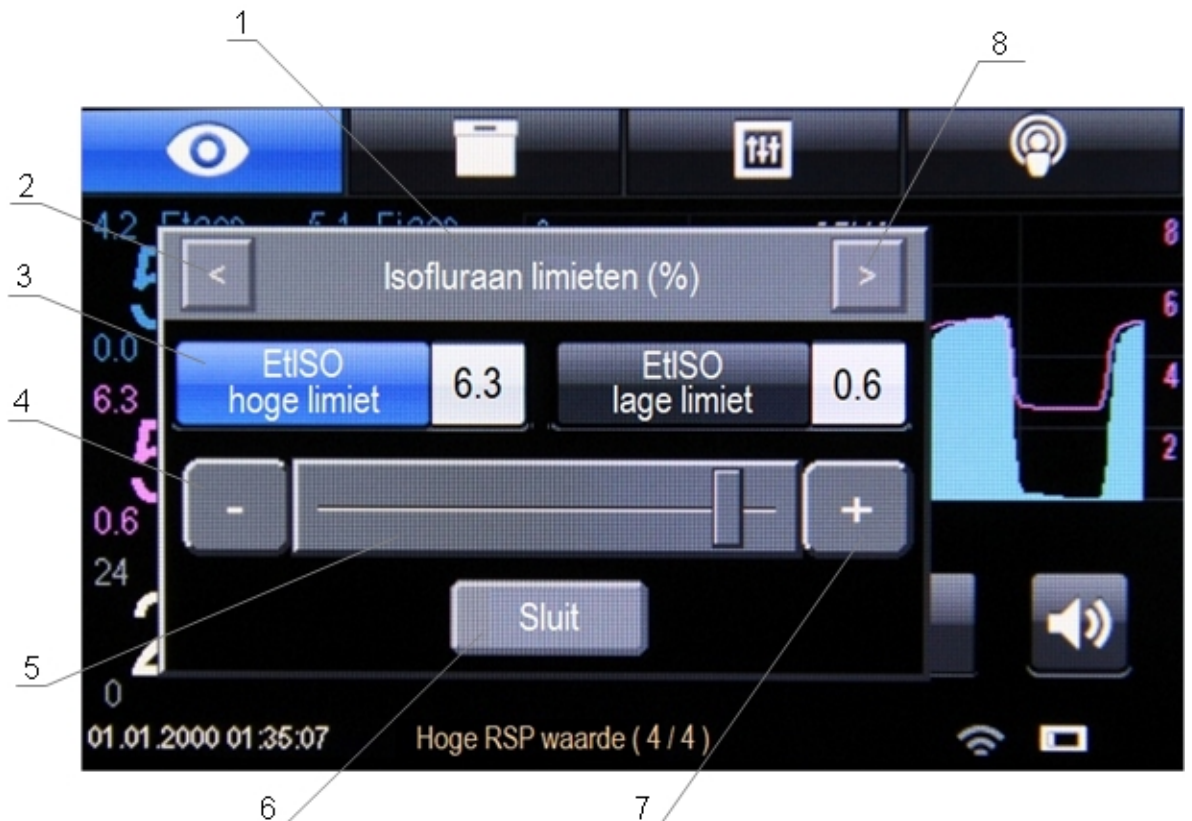 1
8
2
3
4
5
6
7
4.2
8
< Isofluraan limieten (%) >
6
0.0
EtISO
hoge limiet 6.3
EtISO
lage limiet 0.6
6.3
4
2
- +
0.6
24
Sluit
0
01.01.2000 01:35:07 Hoge RSP waarde ( 4 / 4 )